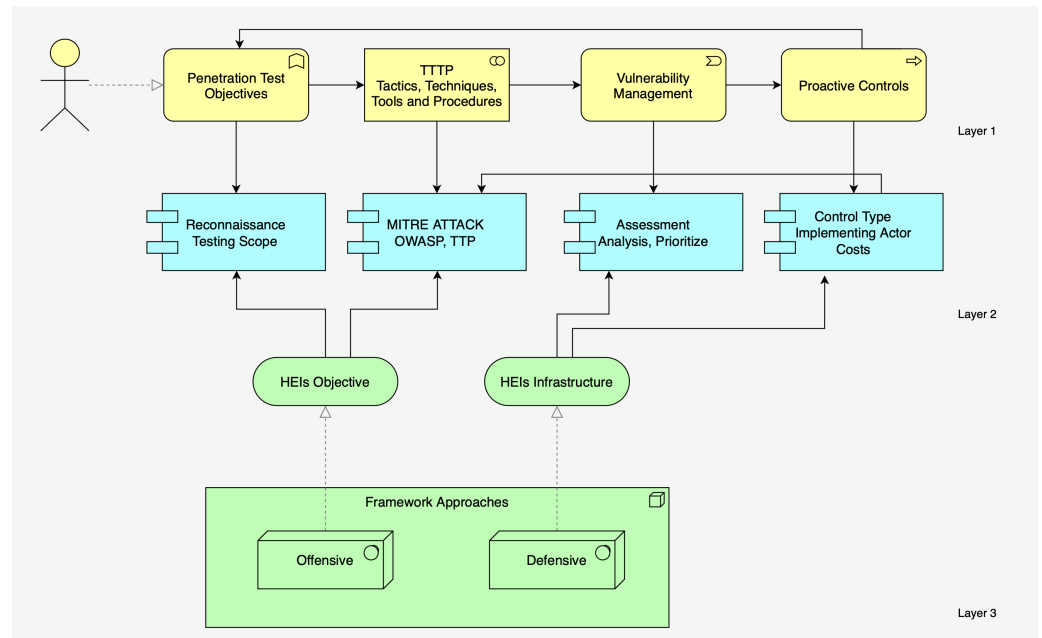 Penetration Test
Objectives
TTTP
Tactics, Techniques,
Tools and Procedures
Vulnerability
Management
Proactive Controls
Layer 1
Reconnaissance
Testing Scope
MITRE ATTACK
OWASP, TTP
Assessment
Analysis, Prioritize
Control Type
Implementing Actor
Costs
Layer 2
HEIs Objective
HEIs Infrastructure
Framework Approaches
Offensive
Defensive
Layer 3